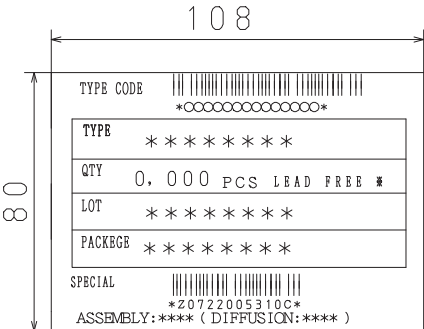 108
80
TYPE CODE
*OOOOOOOOOOOOOO*
TYPE ********
QTY 0,000 PCS LEAD FREE *
LOT ********
PACKEGE ********
SPECIAL
*Z0722005310C*
ASSEMBLY:**** ( DIFFUSION:**** )